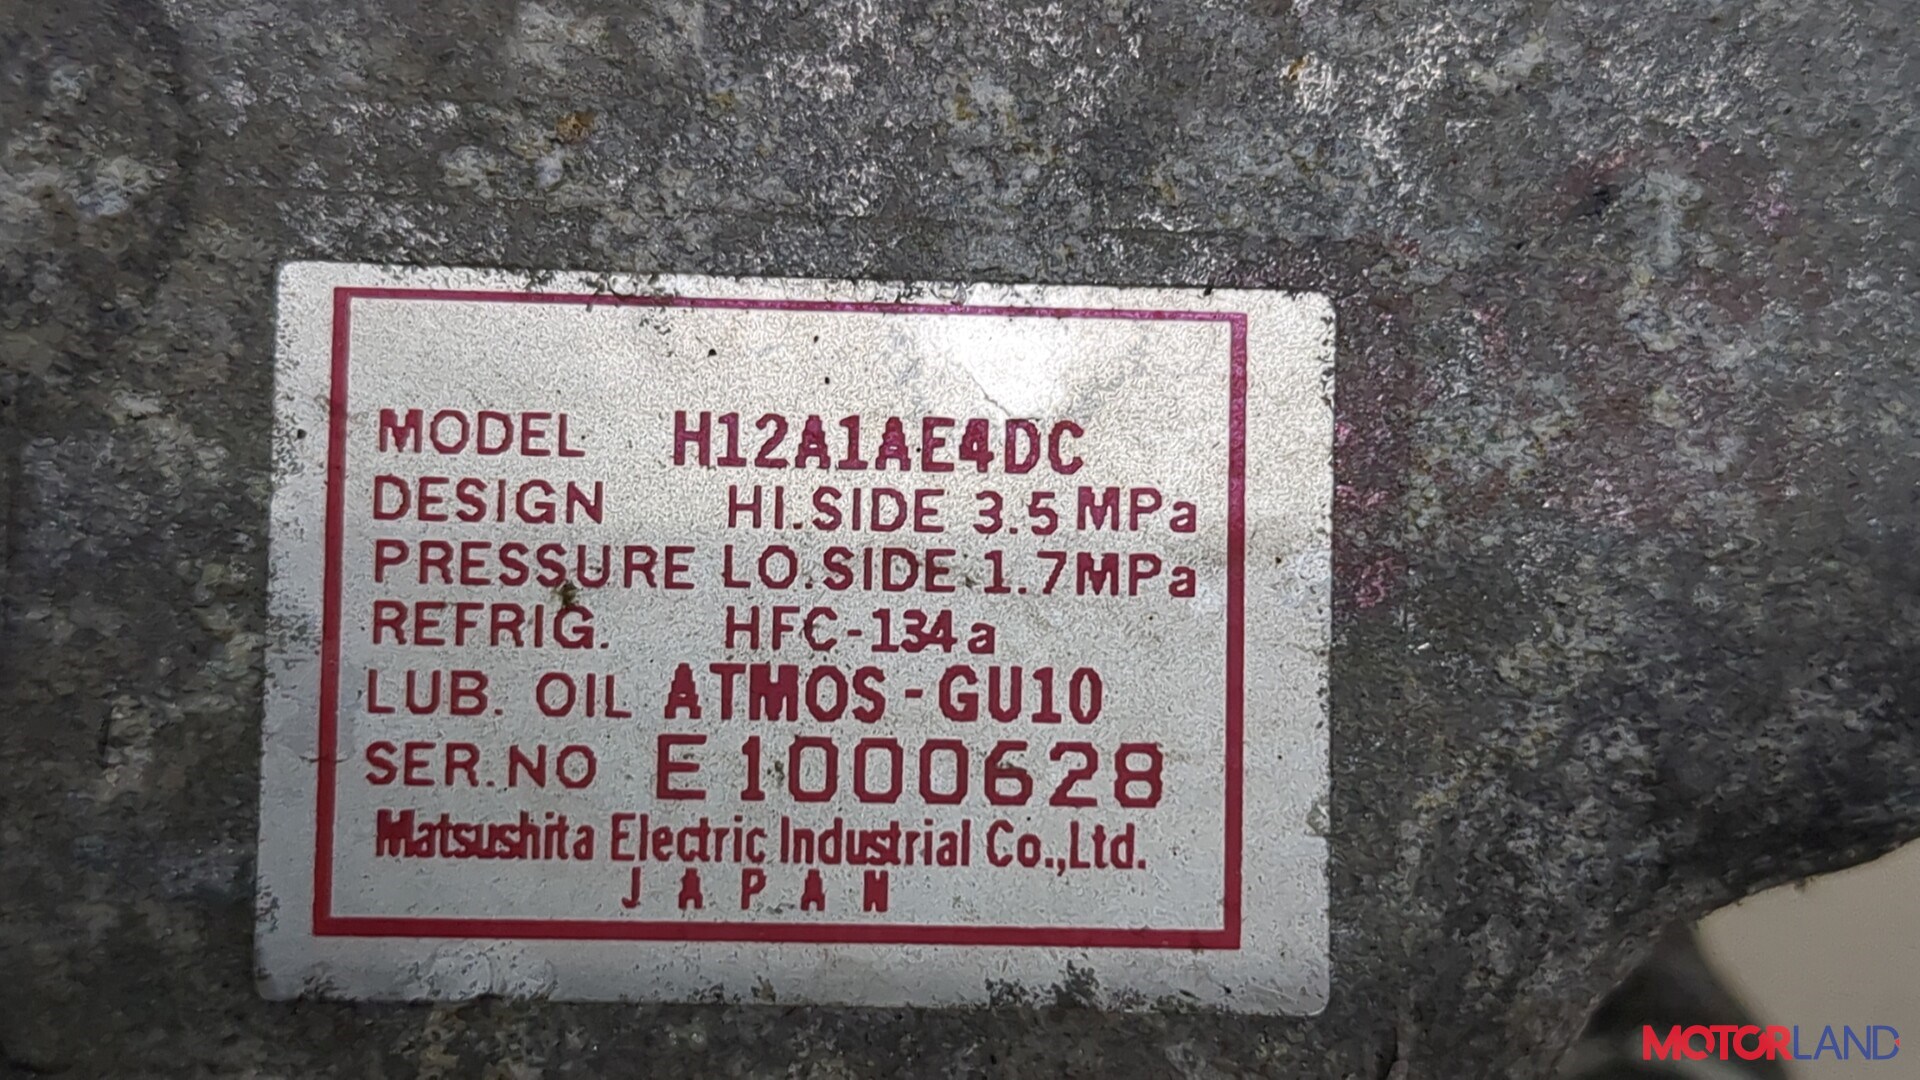 MODEL H12A1AE4DC
DESIGN HI.SIDE 3.5MPa
PRESSURE LO.SIDE 1.7MPa
REFRIG. HFC-134a
LUB. OIL ATMOS-GU10
SER.NO E1000628
Matsushita Electric Industrial Co.,Ltd.
JAPAN
MOTORLAND